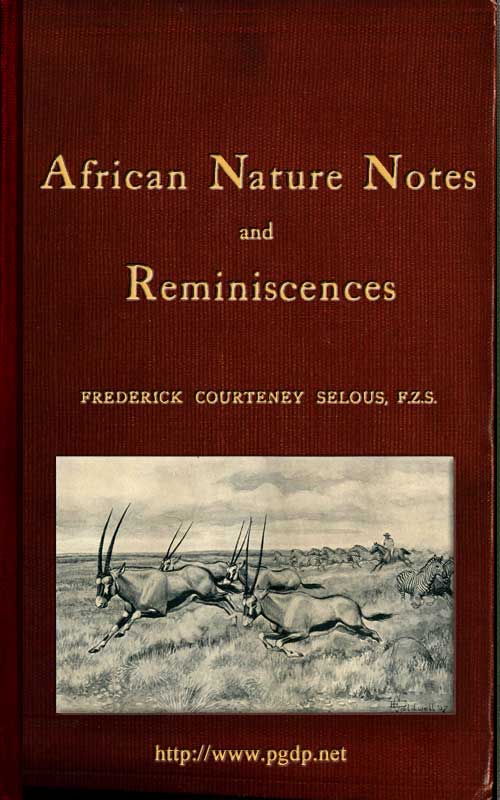 African Nature Notes
and
Reminiscences
FREDERICK COURTENEY SELOUS, F.Z.S.
http://www.pgdp.net